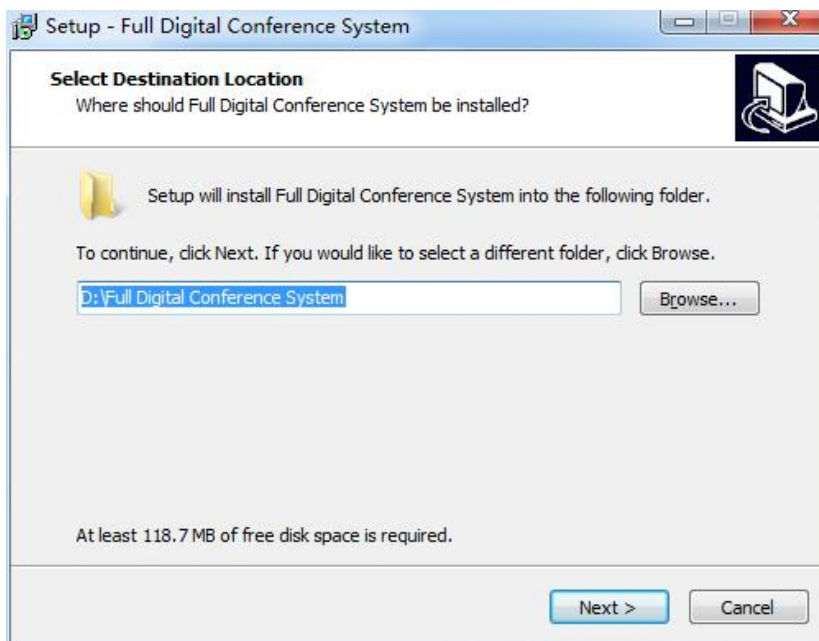 Setup - Full Digital Conference System
Select Destination Location
Where should Full Digital Conference System be installed?
Setup will install Full Digital Conference System into the following folder.
To continue, click Next. If you would like to select a different folder, click Browse.
D:\Full Digital Conference System
Browse...
At least 118.7 MB of free disk space is required.
Next >
Cancel